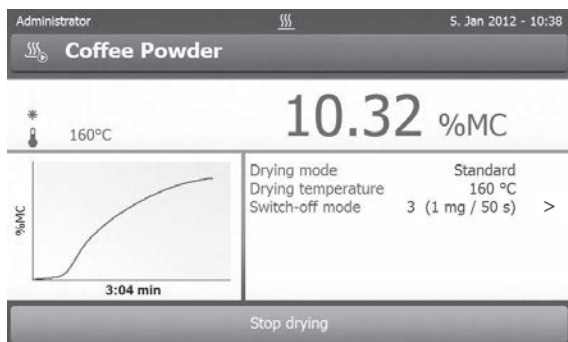 Administrator
5. Jan 2012 - 10:38
Coffee Powder
160°C
10.32 %MC
Drying mode Standard
Drying temperature 160 °C
Switch-off mode 3 (1 mg / 50 s) >
%MC
3:04 min
Stop drying